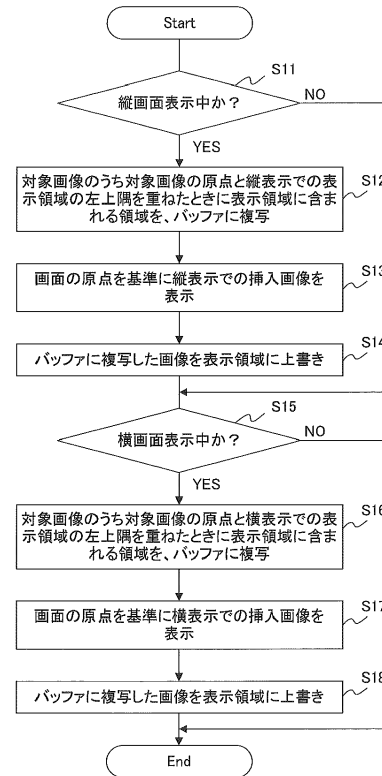 Start
S11
縦画面表示中か?
NO
YES
対象画像のうち対象画像の原点と縦表示での表
示領域の左上隅を重ねたときに表示領域に含ま
れる領域を、バッファに複写
S12
画面の原点を基準に縦表示での挿入画像を
表示
S13
バッファに複写した画像を表示領域に上書き
S14
S15
横画面表示中か?
NO
YES
対象画像のうち対象画像の原点と横表示での表
示領域の左上隅を重ねたときに表示領域に含ま
れる領域を、バッファに複写
S16
画面の原点を基準に横表示での挿入画像を
表示
S17
バッファに複写した画像を表示領域に上書き
S18
End